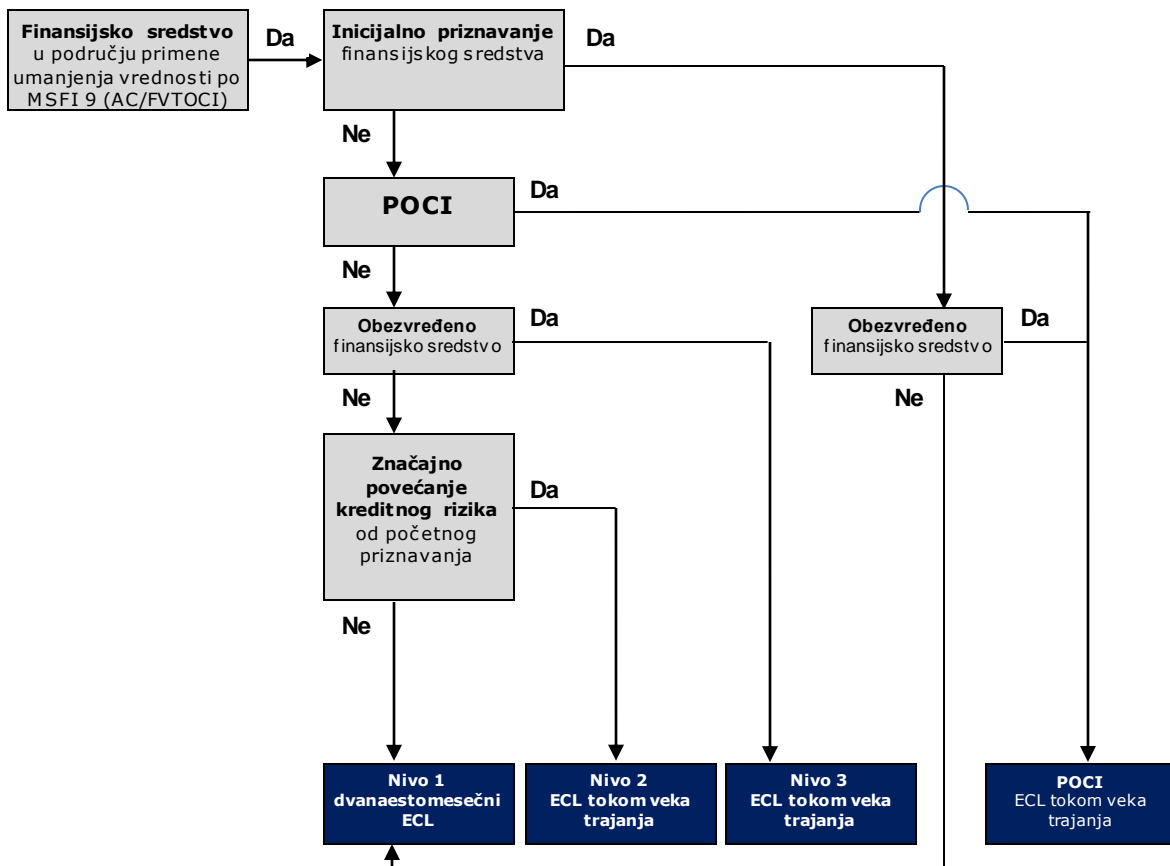 Finansijsko sredstvo
u području primene
umanjenja vrednosti po
MSFI 9 (AC/FVTOCI)
Da
Inicijalno priznavanje
finansijskog sredstva
Da
Ne
POCI
Da
Ne
Obezvređeno
finansijsko sredstvo
Da
Obezvređeno
finansijsko sredstvo
Da
Ne
Ne
Značajno
povećanje
kreditnog rizika
od početnog
priznavanja
Da
Ne
Nivo 1
dvanaestomesečni
ECL
Nivo 2
ECL tokom veka
trajanja
Nivo 3
ECL tokom veka
trajanja
POCI
ECL tokom veka
trajanja